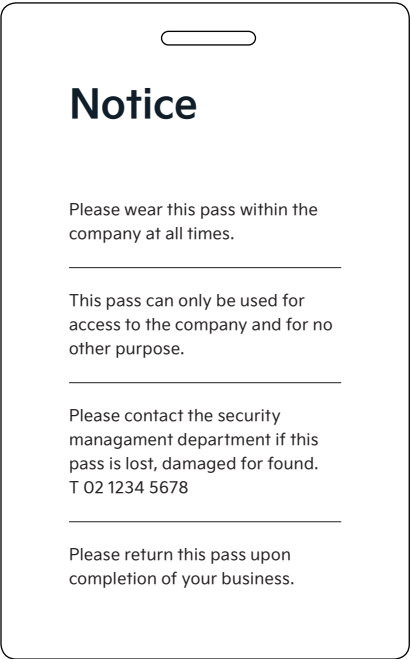 Notice
Please wear this pass within the
company at all times.
This pass can only be used for
access to the company and for no
other purpose.
Please contact the security
managament department if this
pass is lost, damaged for found.
T 02 1234 5678
Please return this pass upon
completion of your business.